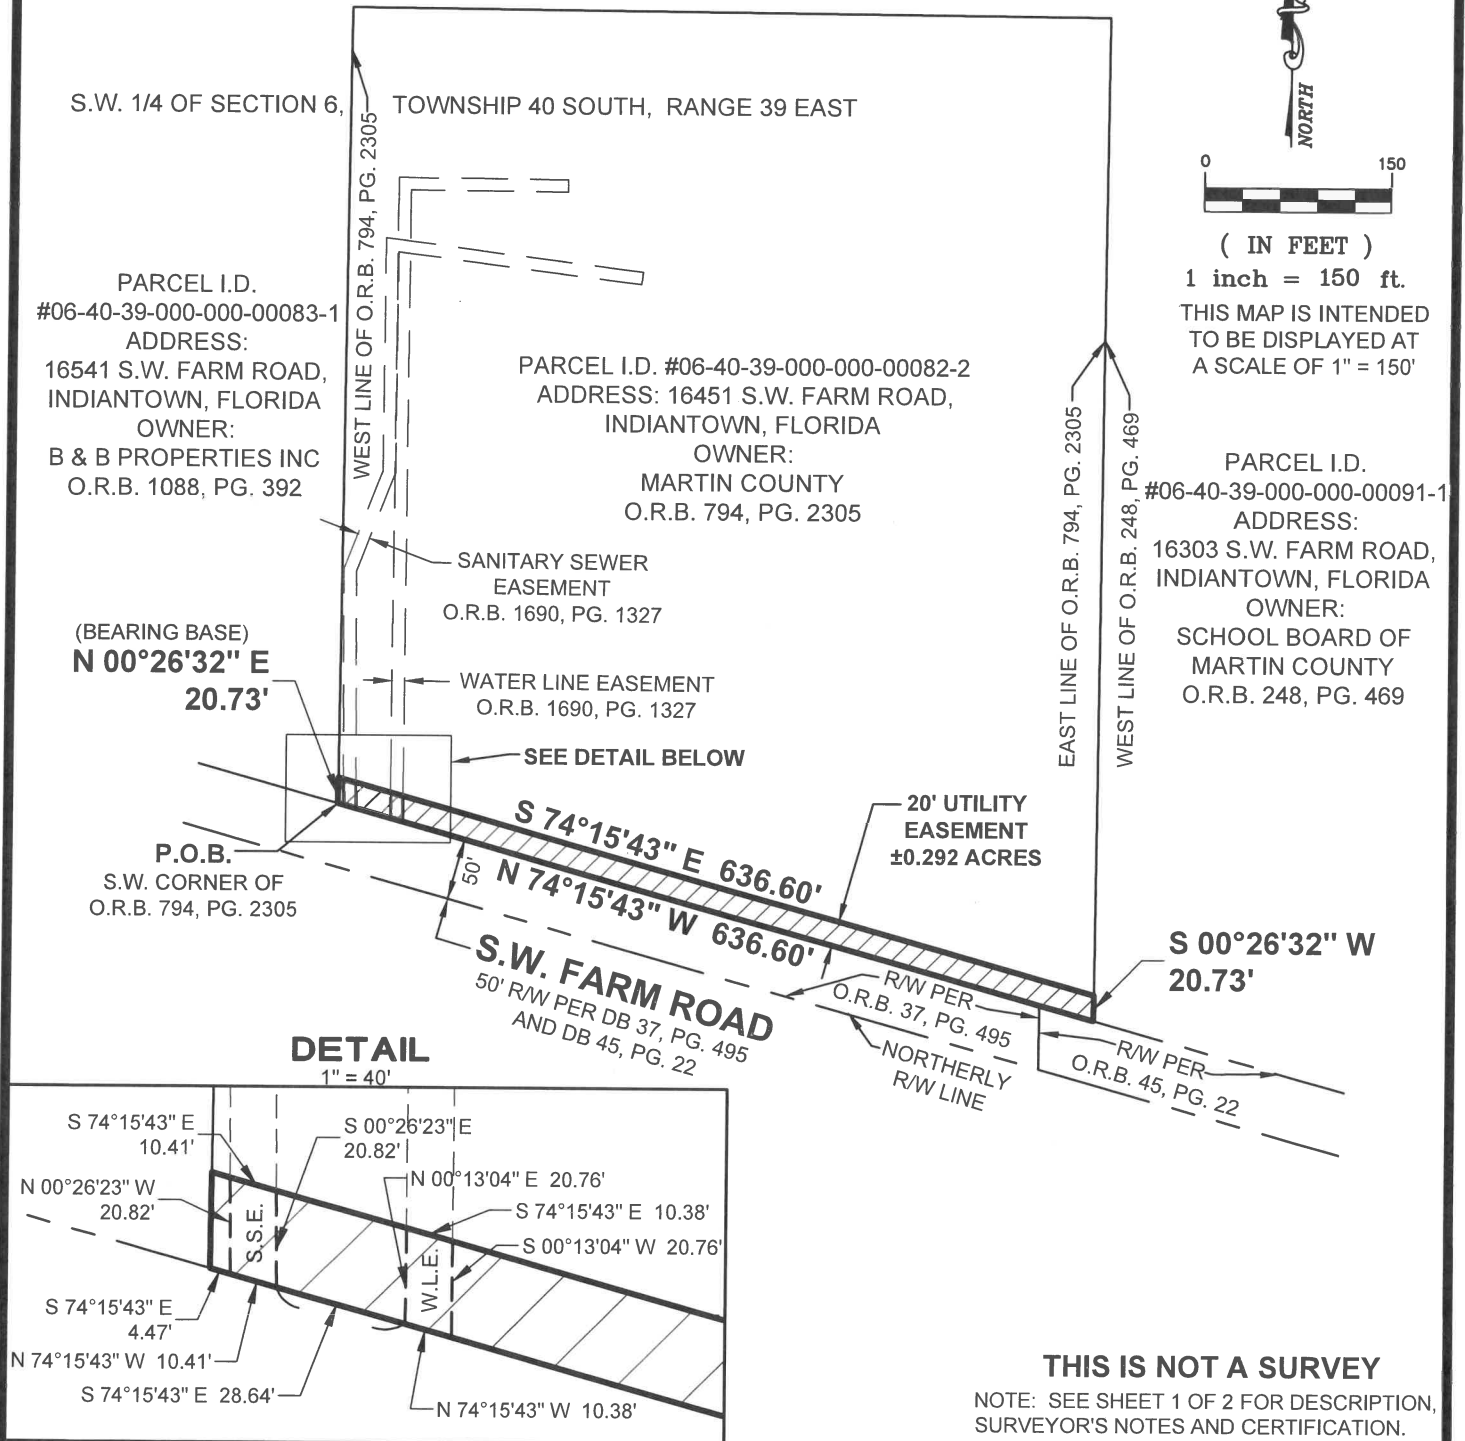 S.W. 1/4 OF SECTION 6, TOWNSHIP 40 SOUTH, RANGE 39 EAST
NORTH
0 150
( IN FEET )
1 inch = 150 ft.
THIS MAP IS INTENDED
TO BE DISPLAYED AT
A SCALE OF 1" = 150'
WEST LINE OF O.R.B. 794, PG. 2305
PARCEL I.D.
#06-40-39-000-000-00083-1
ADDRESS:
16541 S.W. FARM ROAD,
INDIANTOWN, FLORIDA
OWNER:
B & B PROPERTIES INC
O.R.B. 1088, PG. 392
PARCEL I.D. #06-40-39-000-000-00082-2
ADDRESS: 16451 S.W. FARM ROAD,
INDIANTOWN, FLORIDA
OWNER:
MARTIN COUNTY
O.R.B. 794, PG. 2305
EAST LINE OF O.R.B. 794, PG. 2305
WEST LINE OF O.R.B. 248, PG. 469
PARCEL I.D.
#06-40-39-000-000-00091-1
ADDRESS:
16303 S.W. FARM ROAD,
INDIANTOWN, FLORIDA
OWNER:
SCHOOL BOARD OF
MARTIN COUNTY
O.R.B. 248, PG. 469
SANITARY SEWER
EASEMENT
O.R.B. 1690, PG. 1327
(BEARING BASE)
N 00°26'32" E
20.73'
WATER LINE EASEMENT
O.R.B. 1690, PG. 1327
SEE DETAIL BELOW
P.O.B.
S.W. CORNER OF
O.R.B. 794, PG. 2305
20' UTILITY
EASEMENT
±0.292 ACRES
S 74°15'43" E 636.60'
N 74°15'43" W 636.60'
50'
S 00°26'32" W
20.73'
S.W. FARM ROAD
50' R/W PER DB 37, PG. 495
AND DB 45, PG. 22
R/W PER
O.R.B. 37, PG. 495
NORTHERLY
R/W LINE
R/W PER
O.R.B. 45, PG. 22
DETAIL
1" = 40'
S 74°15'43" E
10.41'
S 00°26'23" E
20.82'
N 00°26'23" W
20.82'
N 00°13'04" E 20.76'
S 74°15'43" E 10.38'
S 00°13'04" W 20.76'
S.S.E.
W.L.E.
S 74°15'43" E
4.47'
N 74°15'43" W 10.41'
S 74°15'43" E 28.64'
N 74°15'43" W 10.38'
THIS IS NOT A SURVEY
NOTE: SEE SHEET 1 OF 2 FOR DESCRIPTION,
SURVEYOR'S NOTES AND CERTIFICATION.